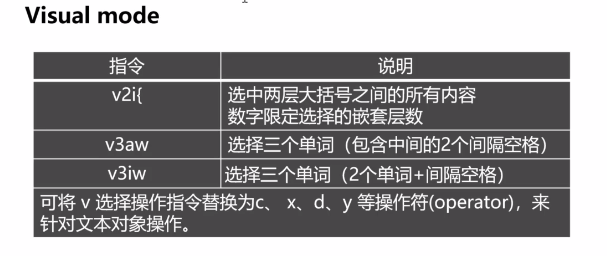 Visual mode
指令 说明
v2i{ 选中两层大括号之间的所有内容
数字限定选择的嵌套层数
v3aw 选择三个单词（包含中间的2个间隔空格）
v3iw 选择三个单词（2个单词+间隔空格）
可将 v 选择操作指令替换为c、 x、d、y 等操作符(operator)，来
针对文本对象操作。